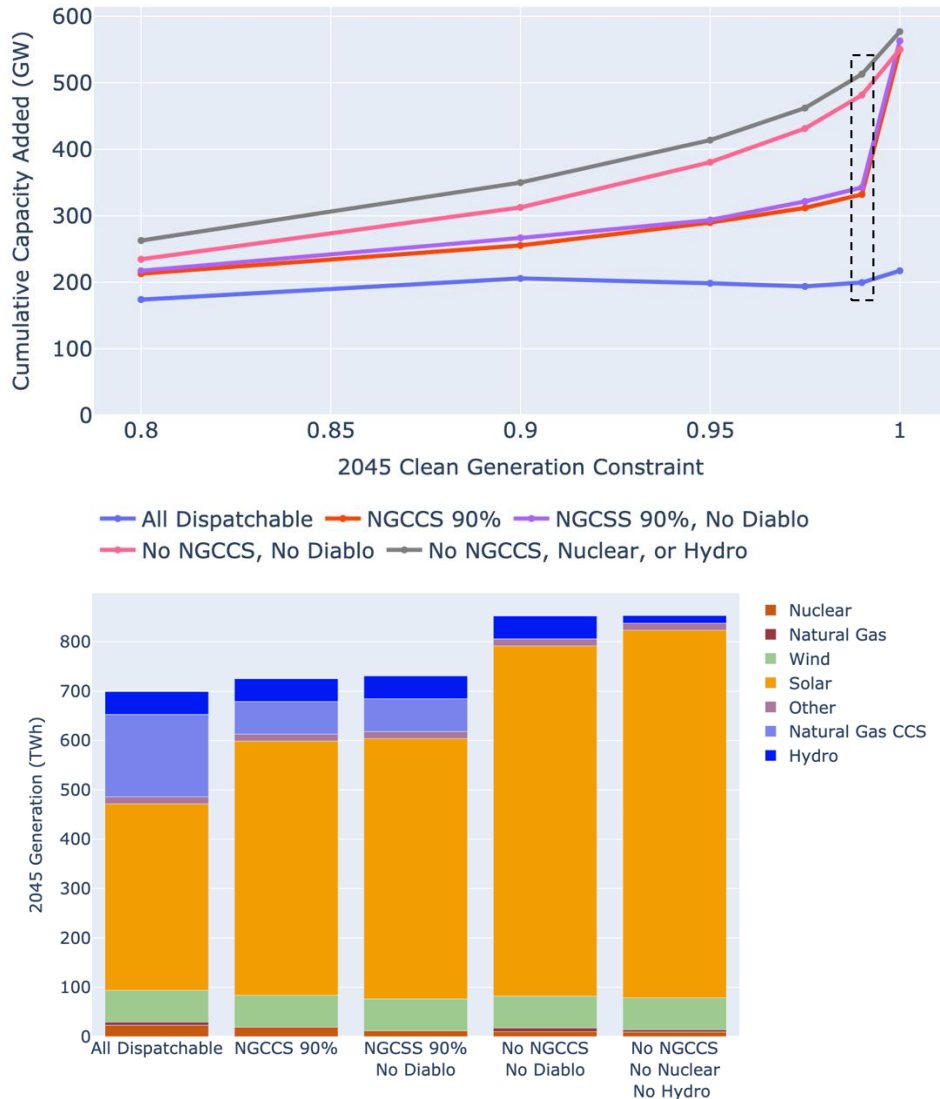 600
500
400
300
200
100
0
Cumulative Capacity Added (GW)
0.8 0.85 0.9 0.95 1
2045 Clean Generation Constraint
All Dispatchable NGCCS 90% NGCSS 90%, No Diablo
No NGCCS, No Diablo No NGCCS, Nuclear, or Hydro
800
700
600
500
400
300
200
100
0
2045 Generation (TWh)
All Dispatchable
NGCCS 90%
NGCSS 90%
No Diablo
No NGCCS
No Diablo
No NGCCS
No Nuclear
No Hydro
Nuclear
Natural Gas
Wind
Solar
Other
Natural Gas CCS
Hydro